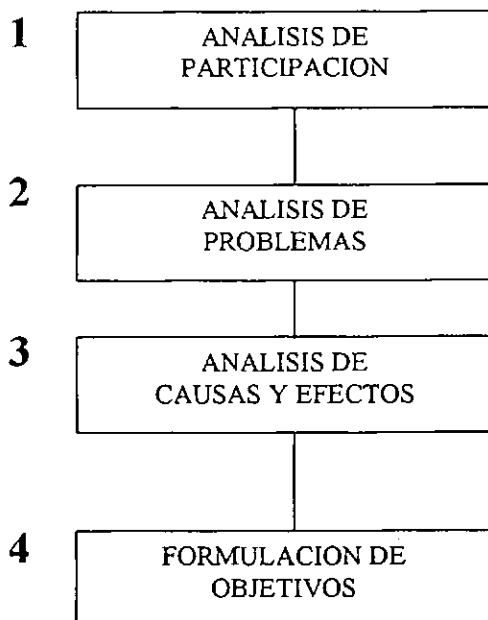 1
ANALISIS DE
PARTICIPACION
2
ANALISIS DE
PROBLEMAS
3
ANALISIS DE
CAUSAS Y EFECTOS
4
FORMULACION DE
OBJETIVOS